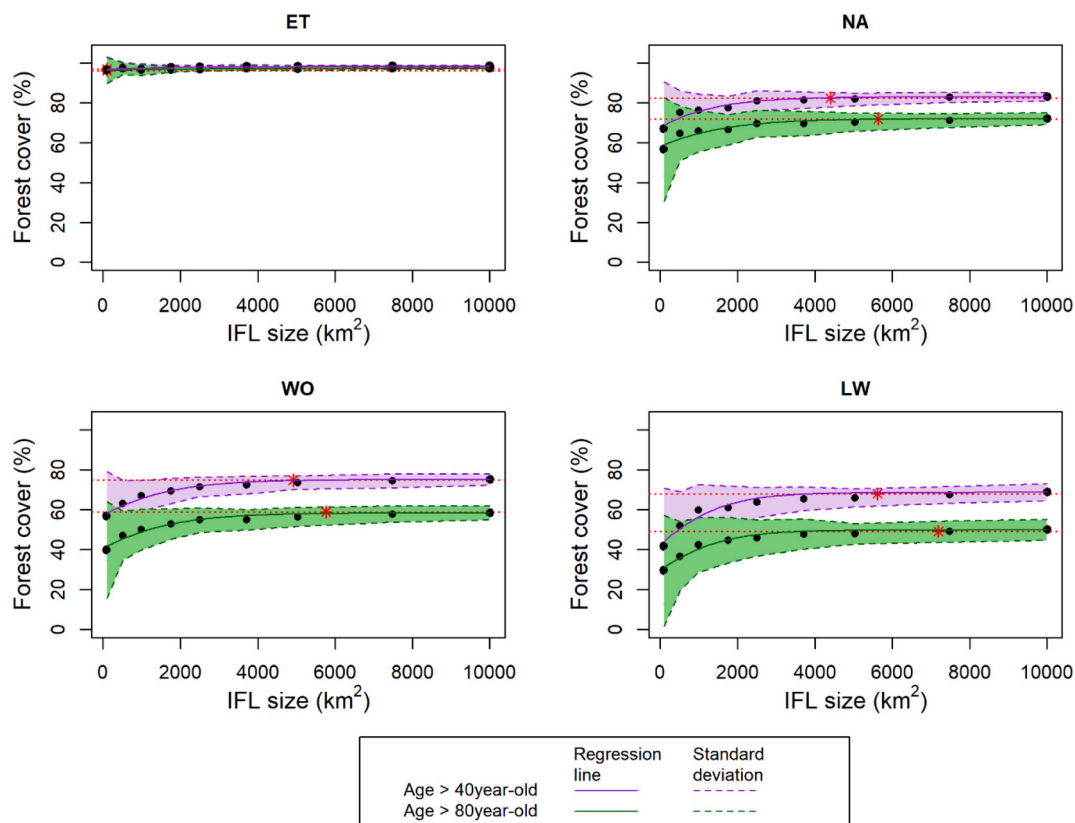 ET
Forest cover (%)
80
60
40
20
0
0 2000 4000 6000 8000 10000
IFL size (km²)
NA
Forest cover (%)
80
60
40
20
0
0 2000 4000 6000 8000 10000
IFL size (km²)
WO
Forest cover (%)
80
60
40
20
0
0 2000 4000 6000 8000 10000
IFL size (km²)
LW
Forest cover (%)
80
60
40
20
0
0 2000 4000 6000 8000 10000
IFL size (km²)
Regression line
Standard deviation
Age > 40year-old
Age > 80year-old